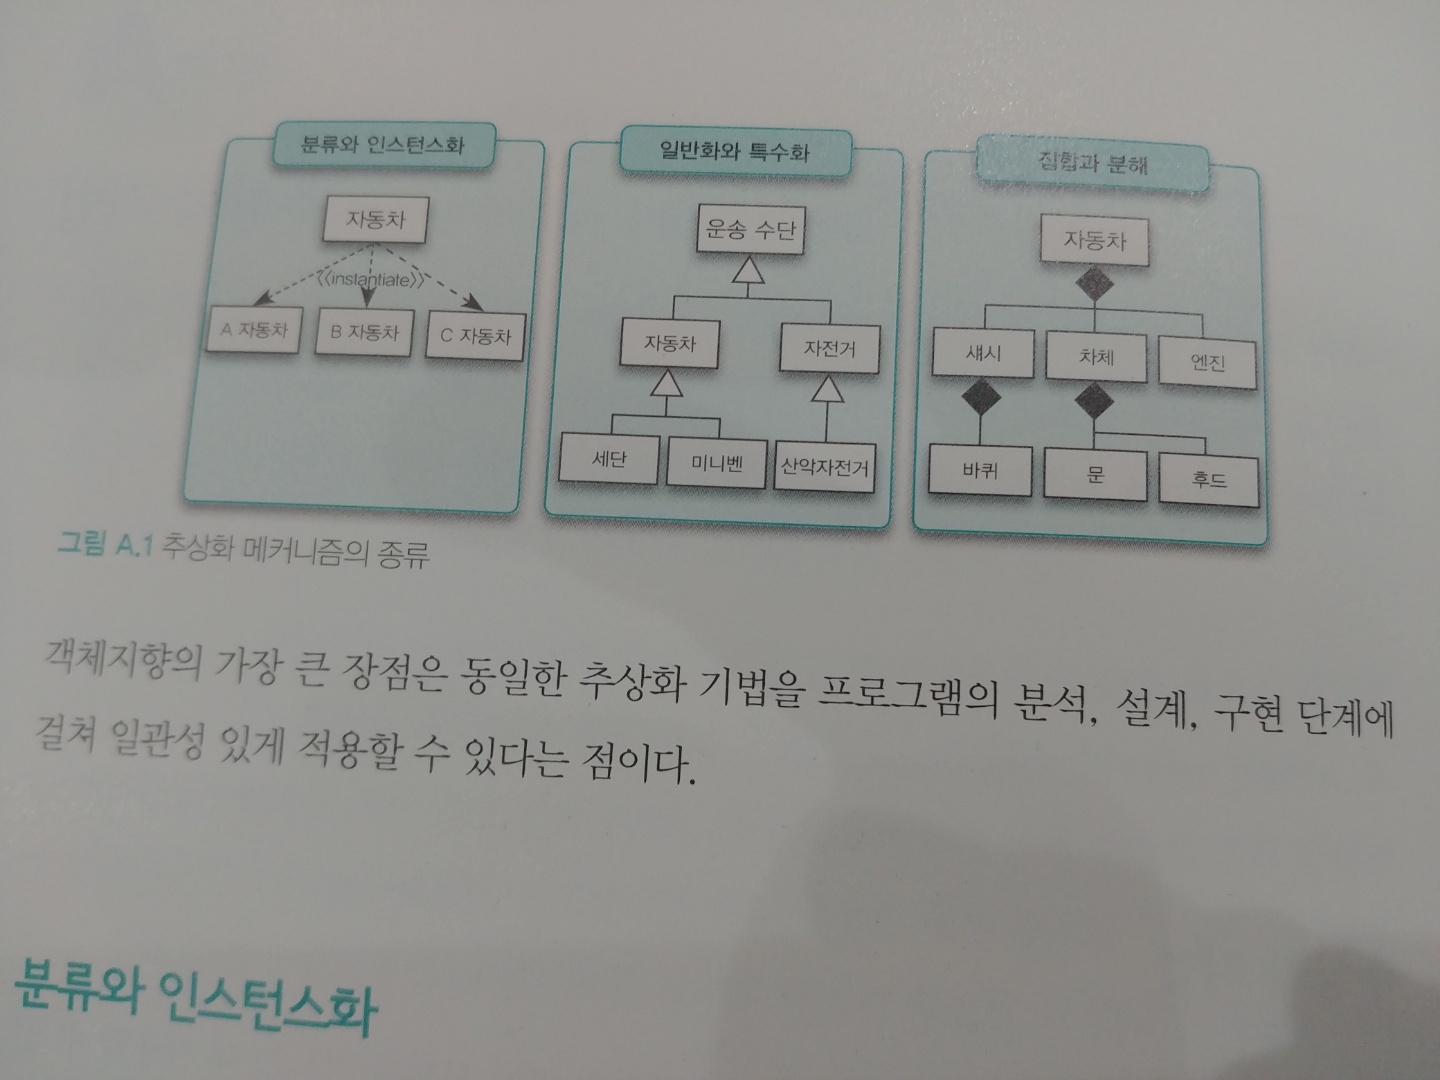 분류와 인스턴스화
자동차
《instantiate》
A 자동차 B 자동차 C 자동차
일반화와 특수화
운송 수단
자동차 자전거
세단 미니벤 산악자전거
집합과 분해
자동차
섀시 차체 엔진
바퀴 문 후드
그림 A.1 추상화 메커니즘의 종류
객체지향의 가장 큰 장점은 동일한 추상화 기법을 프로그램의 분석, 설계, 구현 단계에
걸쳐 일관성 있게 적용할 수 있다는 점이다.
분류와 인스턴스화